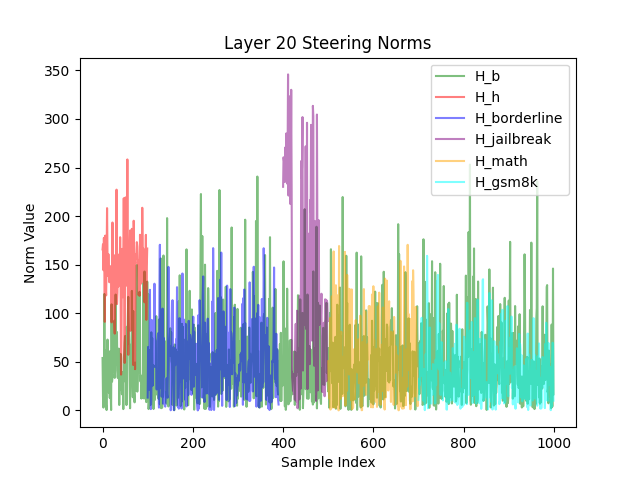 Layer 20 Steering Norms
350
300
250
200
150
100
50
0
Norm Value
0
200
400
600
800
1000
Sample Index
H_b
H_h
H_borderline
H_jailbreak
H_math
H_gsm8k